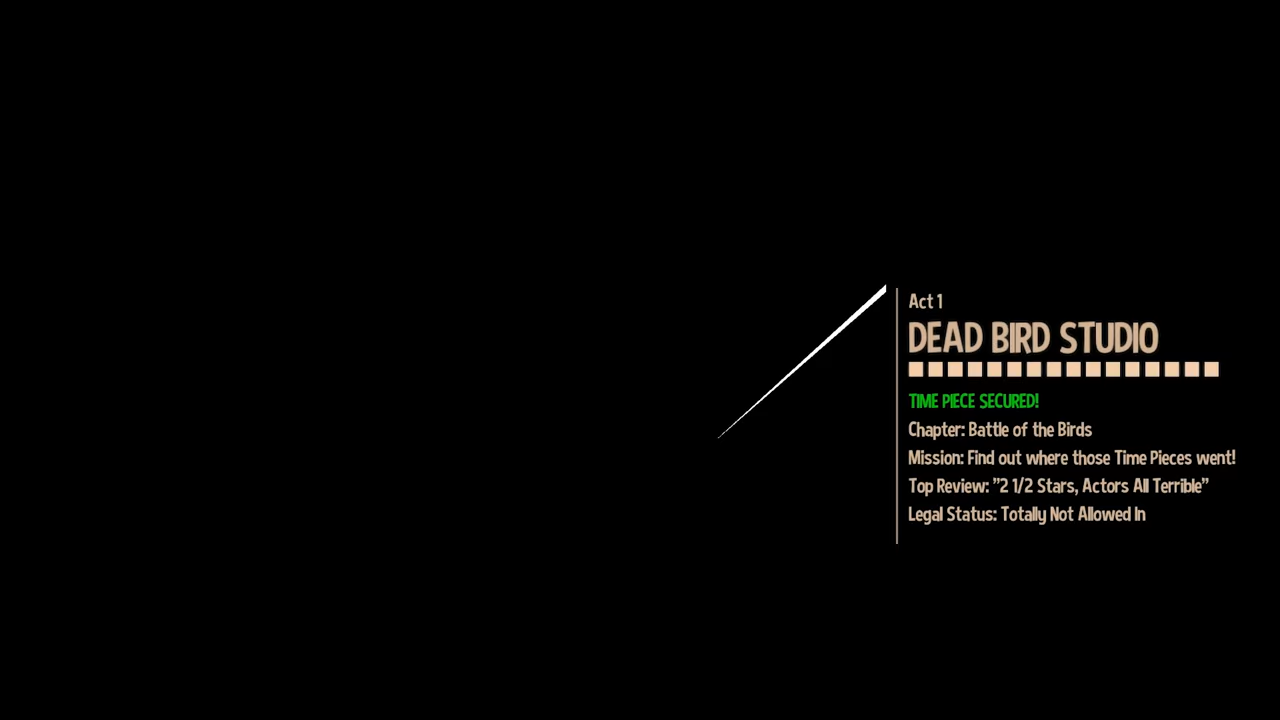 Act 1
DEAD BIRD STUDIO
TIME PIECE SECURED!
Chapter: Battle of the Birds
Mission: Find out where those Time Pieces went!
Top Review: ”2 1/2 Stars, Actors All Terrible”
Legal Status: Totally Not Allowed In